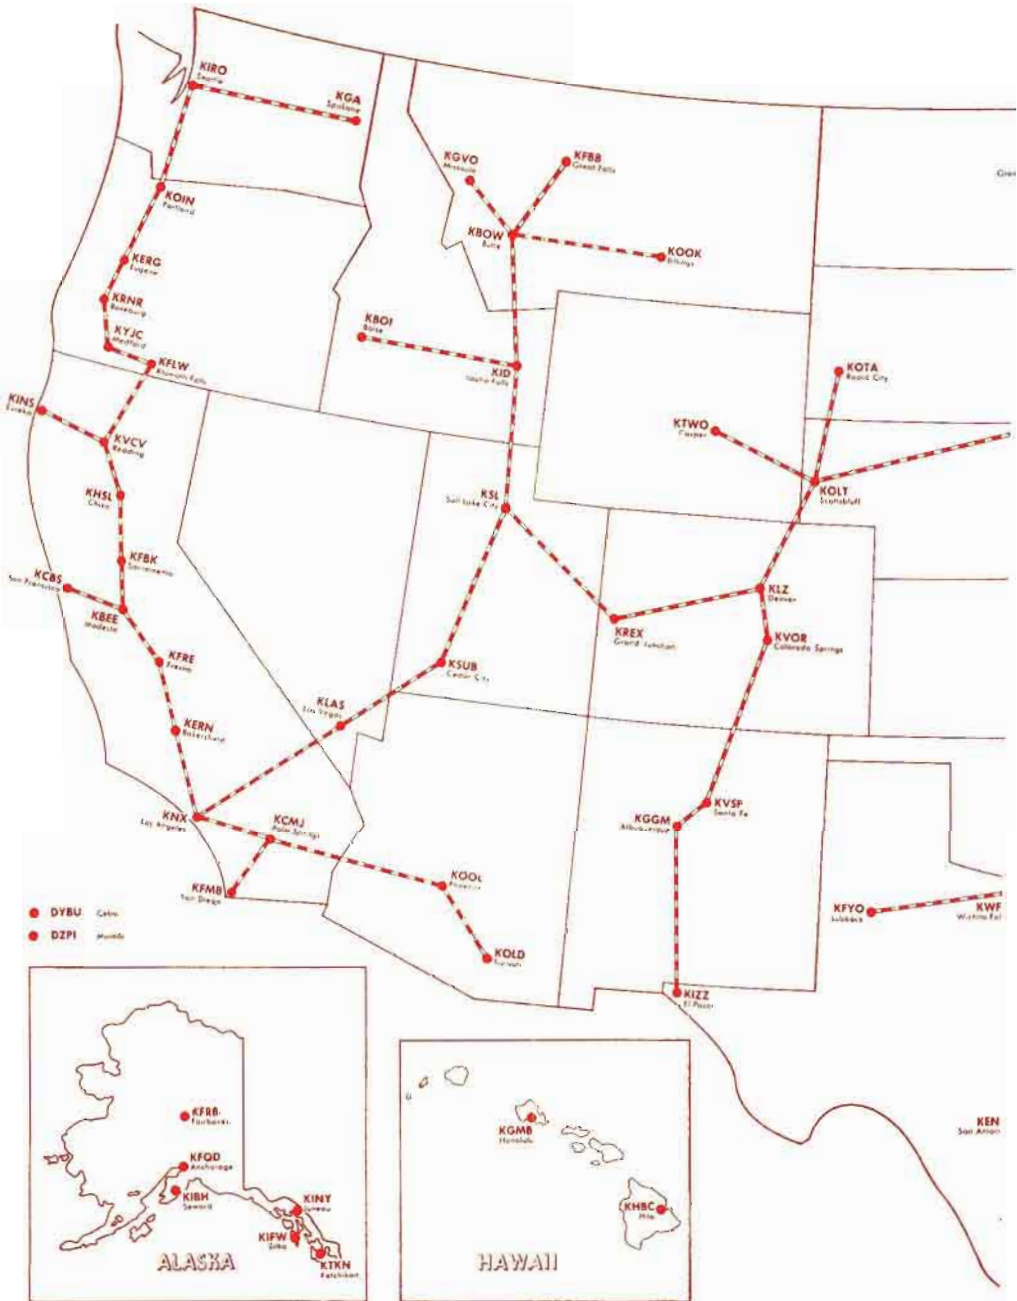 KIRO
Seattle
KGA
Spokane
KGVO
Missoula
KFBB
Great Falls
KOIN
Portland
KBOW
Butte
KOOK
Billings
KERG
Eugene
KRNR
Roseburg
KYJC
Medford
KBOI
Boise
KFLW
Klamath Falls
KID
Idaho Falls
KOTA
Rapid City
KINS
Eureka
KVCV
Redding
KTWO
Casper
KHSL
Chico
KSL
Salt Lake City
KOLT
Scottsbluff
KFBK
Sacramento
KCBS
San Francisco
KBEE
Modesto
KLZ
Denver
KREX
Grand Junction
KVOR
Colorado Springs
KFRE
Fresno
KSUB
Cedar City
KLAS
Las Vegas
KERN
Bakersfield
KNX
Los Angeles
KCMJ
Palm Springs
KVSF
Santa Fe
KGGM
Albuquerque
KFMB
San Diego
KOOL
Phoenix
KFYO
Lubbock
KWF
Wichita Fal
DYBU Cebu
DZPI Manila
KOLD
Tucson
KIZZ
El Paso
KFRB
Fairbanks
KGMB
Honolulu
KEN
San Anton
KFQD
Anchorage
KIBH
Seward
KINY
Juneau
KHBC
Hilo
KIFW
Sitka
KTKN
Ketchikan
ALASKA
HAWAII